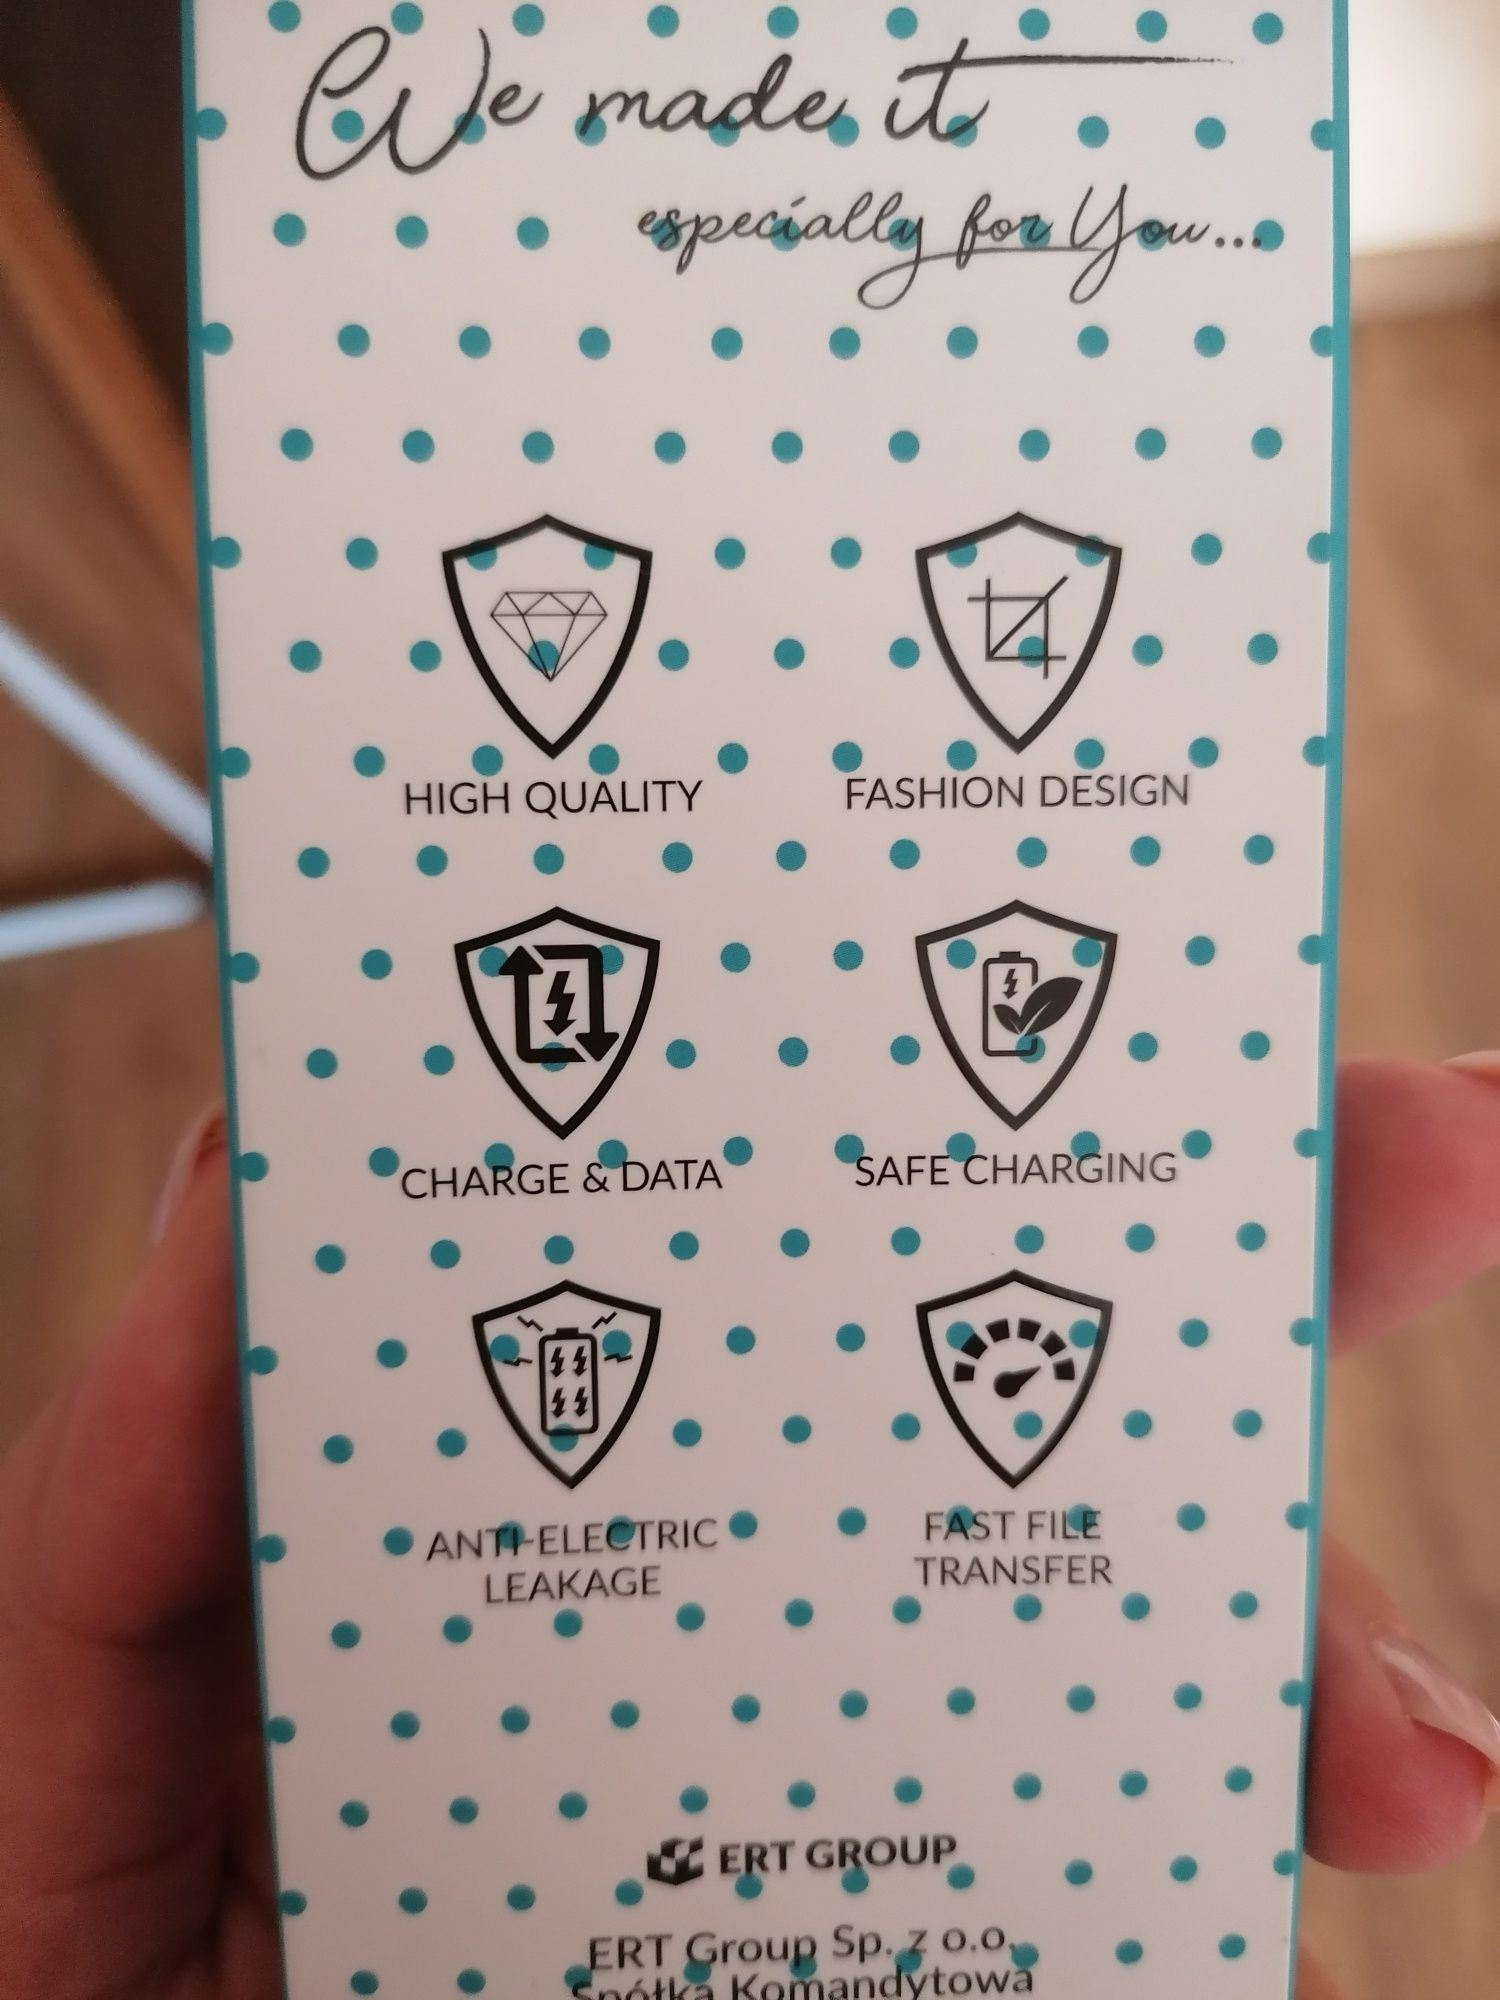 We made it
especially for You...
HIGH QUALITY
FASHION DESIGN
CHARGE & DATA
SAFE CHARGING
ANTI-ELECTRIC
LEAKAGE
FAST FILE
TRANSFER
ERT GROUP
ERT Group Sp. z o.o.
Spółka Komandytowa